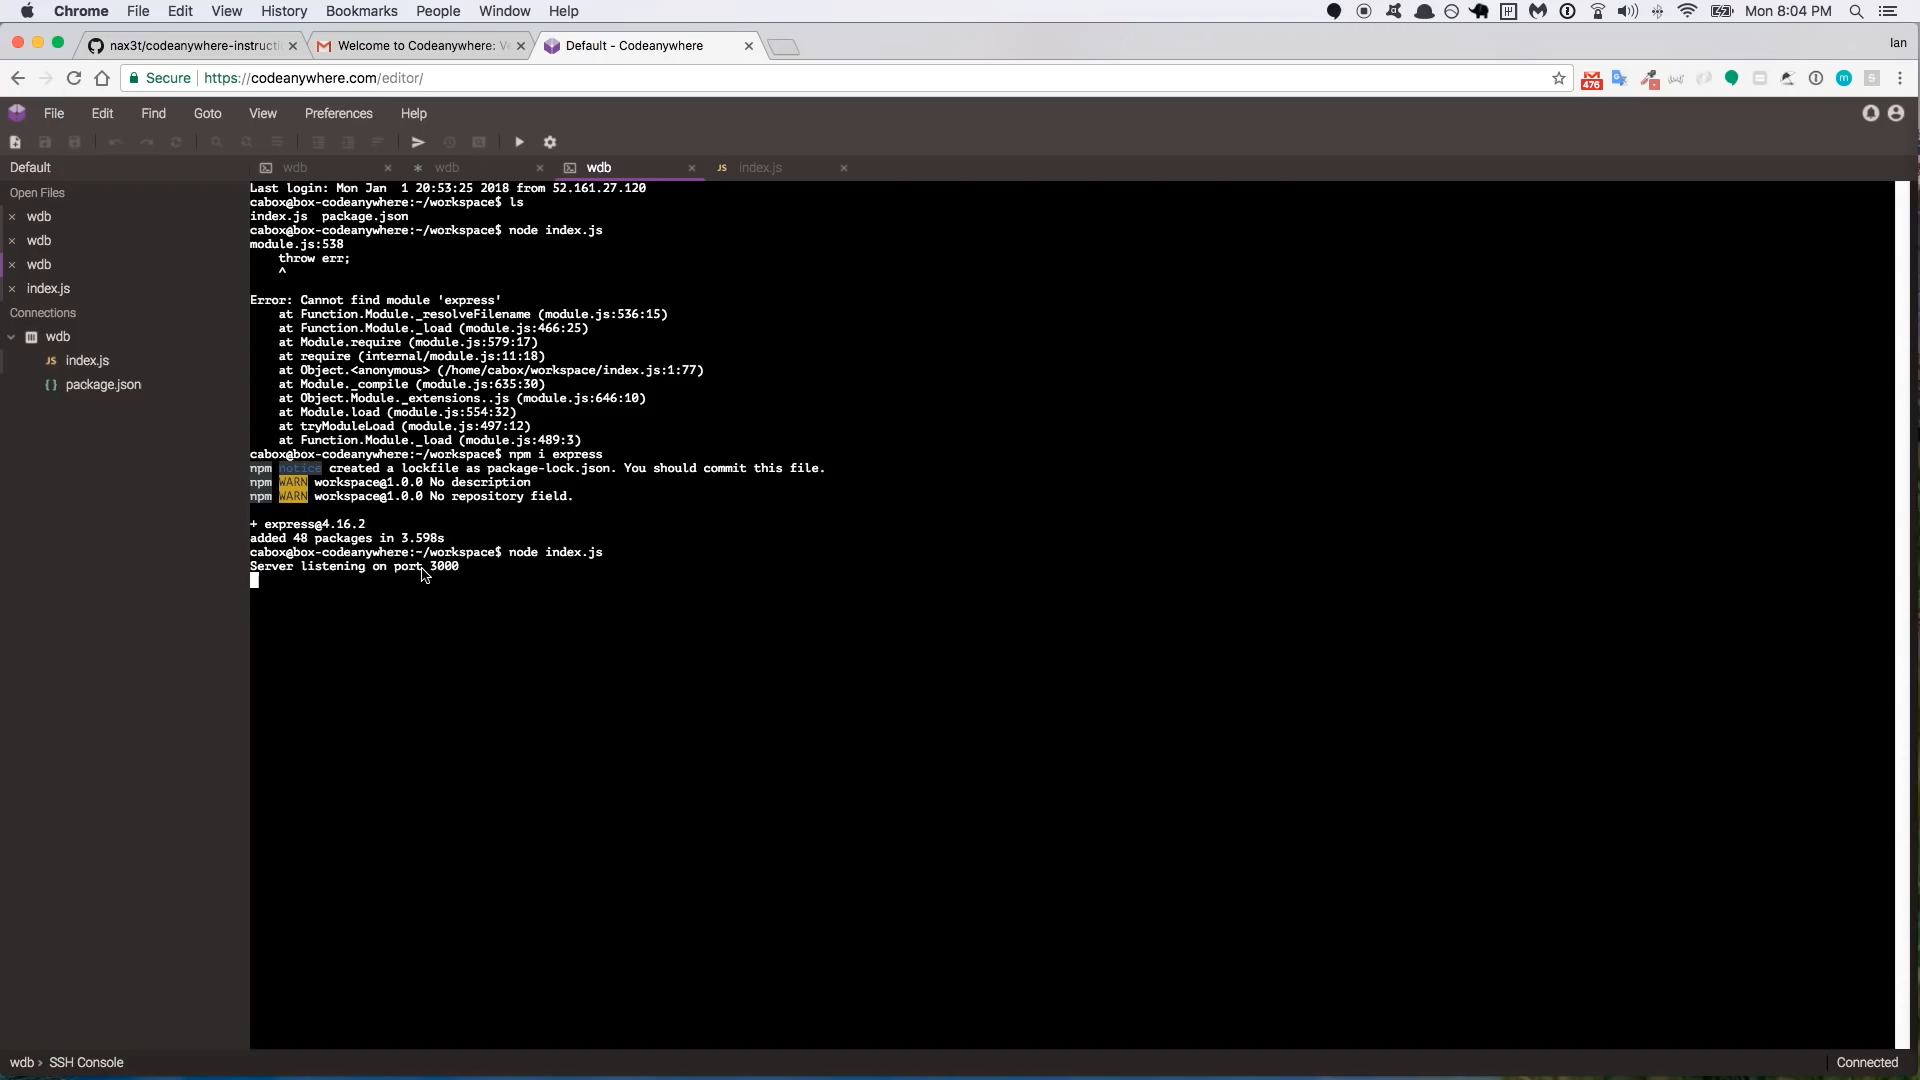 Chrome File Edit View History Bookmarks People Window Help Mon 8:04 PM
nax3t/codeanywhere-instructi Welcome to Codeanywhere: Ve Default - Codeanywhere Ian
Secure https://codeanywhere.com/editor/ 476
File Edit Find Goto View Preferences Help
Default wdb wdb wdb JS index.js
Open Files
wdb
wdb
wdb
index.js
Connections
wdb
JS index.js
{} package.json
Last login: Mon Jan  1 20:53:25 2018 from 52.161.27.120
cabox@box-codeanywhere:~/workspace$ ls
index.js  package.json
cabox@box-codeanywhere:~/workspace$ node index.js
module.js:538
    throw err;
    ^
Error: Cannot find module 'express'
    at Function.Module._resolveFilename (module.js:536:15)
    at Function.Module._load (module.js:466:25)
    at Module.require (module.js:579:17)
    at require (internal/module.js:11:18)
    at Object.<anonymous> (/home/cabox/workspace/index.js:1:77)
    at Module._compile (module.js:635:30)
    at Object.Module._extensions..js (module.js:646:10)
    at Module.load (module.js:554:32)
    at tryModuleLoad (module.js:497:12)
    at Function.Module._load (module.js:489:3)
cabox@box-codeanywhere:~/workspace$ npm i express
npm notice created a lockfile as package-lock.json. You should commit this file.
npm WARN workspace@1.0.0 No description
npm WARN workspace@1.0.0 No repository field.
+ express@4.16.2
added 48 packages in 3.598s
cabox@box-codeanywhere:~/workspace$ node index.js
Server listening on port 3000
wdb › SSH Console
Connected